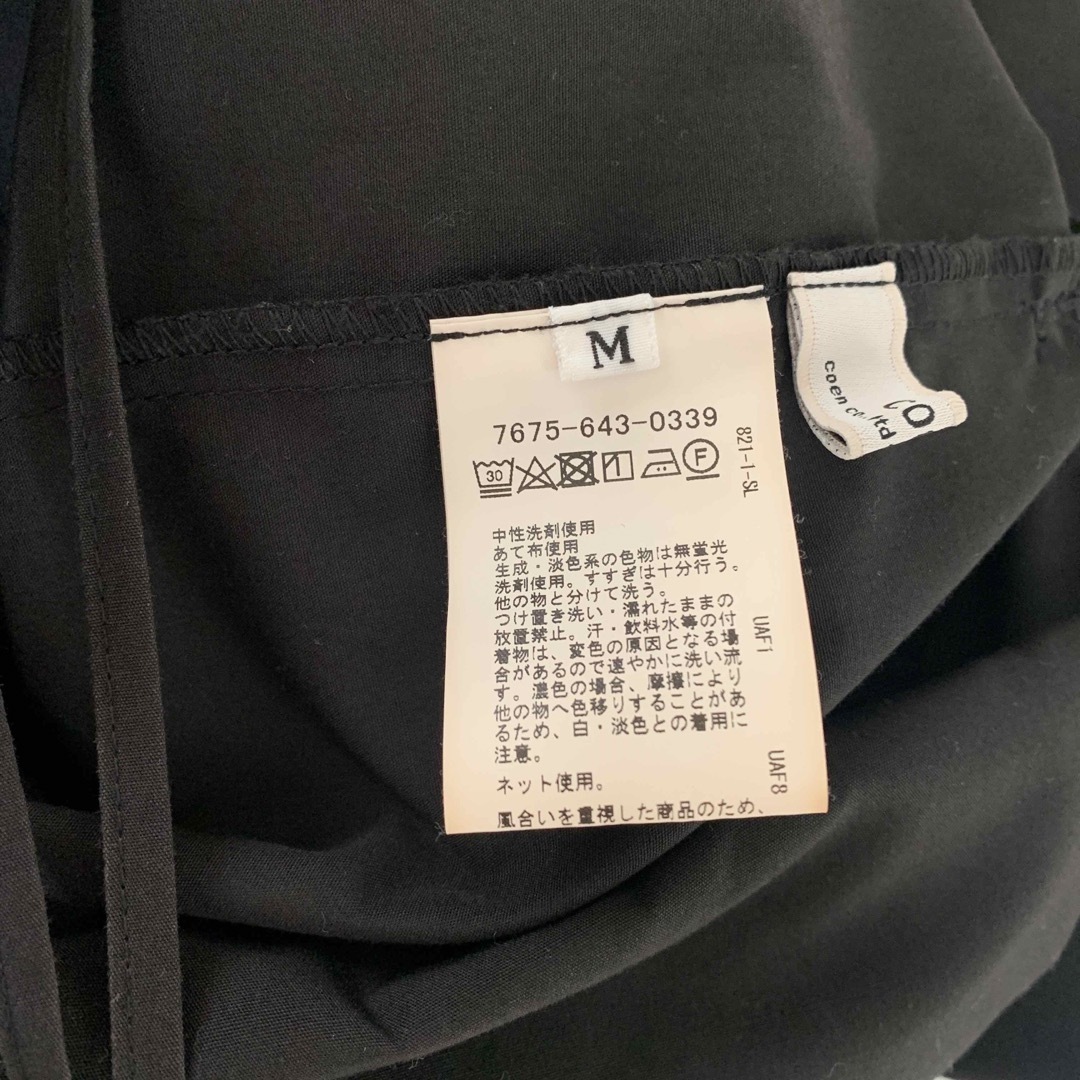 M
7675-643-0339
30
F
821-1-SL
中性洗剤使用
あて布使用
生成・淡色系の色物は無蛍光
洗剤使用。すすぎは十分行う。
他の物と分けて洗う。
つけ置き洗い・濡れたままの
放置禁止。汗・飲料水等の付
着物は、変色の原因となる場
合があるので速やかに洗い流
す。濃色の場合、摩擦により
他の物へ色移りすることがあ
るため、白・淡色との着用に
注意。
ネット使用。
風合いを重視した商品のため、
UAF1
UAF8
co
coen co.,ltd